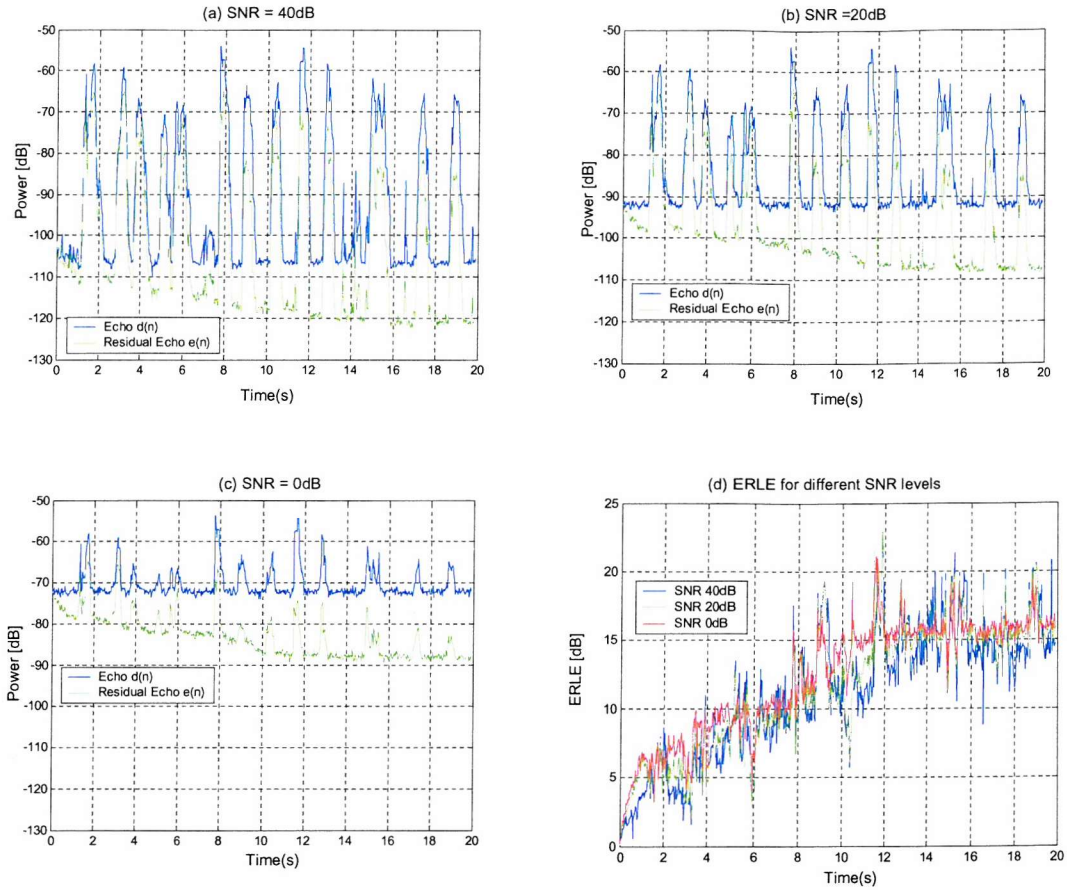 (a) SNR = 40dB
-50
-60
-70
-80
-90
-100
-110
-120
-130
Power [dB]
Echo d(n)
Residual Echo e(n)
0 2 4 6 8 10 12 14 16 18 20
Time(s)
(b) SNR =20dB
-50
-60
-70
-80
-90
-100
-110
-120
-130
Power [dB]
Echo d(n)
Residual Echo e(n)
0 2 4 6 8 10 12 14 16 18 20
Time(s)
(c) SNR = 0dB
-50
-60
-70
-80
-90
-100
-110
-120
-130
Power [dB]
Echo d(n)
Residual Echo e(n)
0 2 4 6 8 10 12 14 16 18 20
Time(s)
(d) ERLE for different SNR levels
25
20
15
10
5
0
ERLE [dB]
SNR 40dB
SNR 20dB
SNR 0dB
0 2 4 6 8 10 12 14 16 18 20
Time(s)